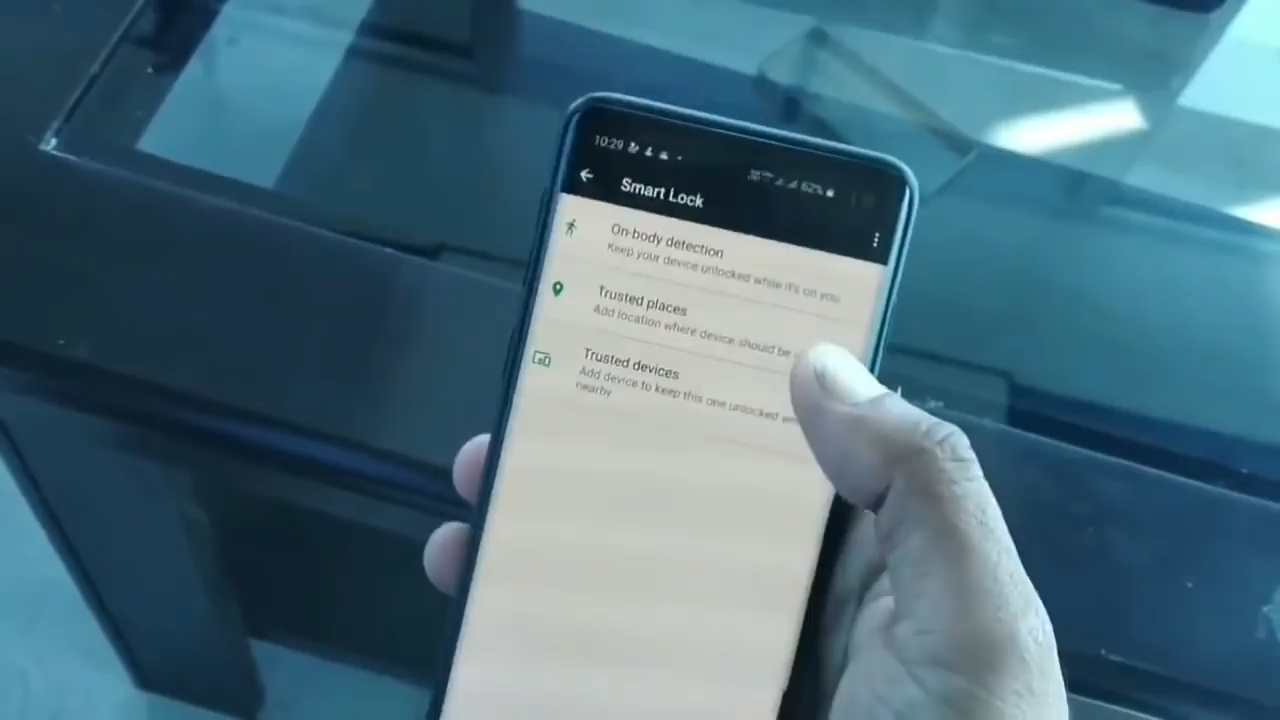 10:29
62%
Smart Lock
On-body detection
Keep your device unlocked while it's on you.
Trusted places
Add location where device should be
Trusted devices
Add device to keep this one unlocked
nearby